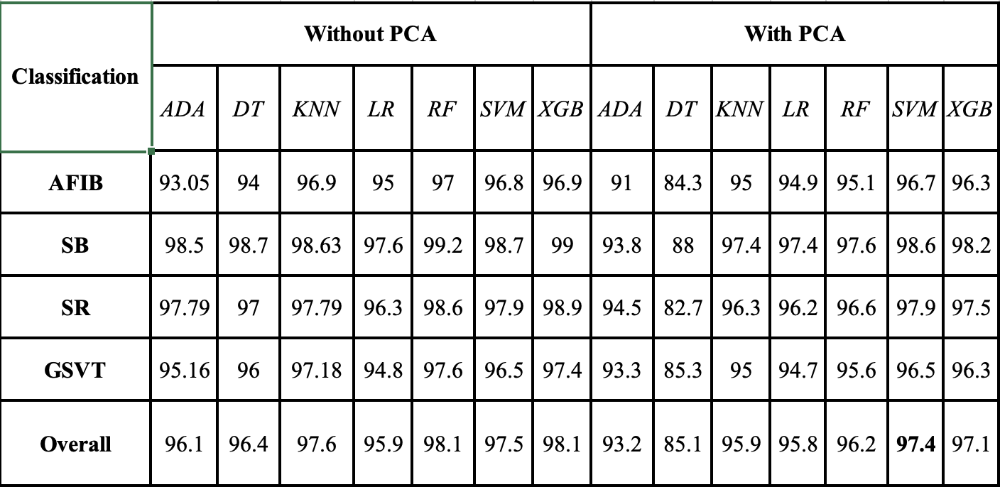 Without PCA With PCA
Classification
ADA DT KNN LR RF SVM XGB ADA DT KNN LR RF SVM XGB
AFIB 93.05 94 96.9 95 97 96.8 96.9 91 84.3 95 94.9 95.1 96.7 96.3
SB 98.5 98.7 98.63 97.6 99.2 98.7 99 93.8 88 97.4 97.4 97.6 98.6 98.2
SR 97.79 97 97.79 96.3 98.6 97.9 98.9 94.5 82.7 96.3 96.2 96.6 97.9 97.5
GSVT 95.16 96 97.18 94.8 97.6 96.5 97.4 93.3 85.3 95 94.7 95.6 96.5 96.3
Overall 96.1 96.4 97.6 95.9 98.1 97.5 98.1 93.2 85.1 95.9 95.8 96.2 97.4 97.1